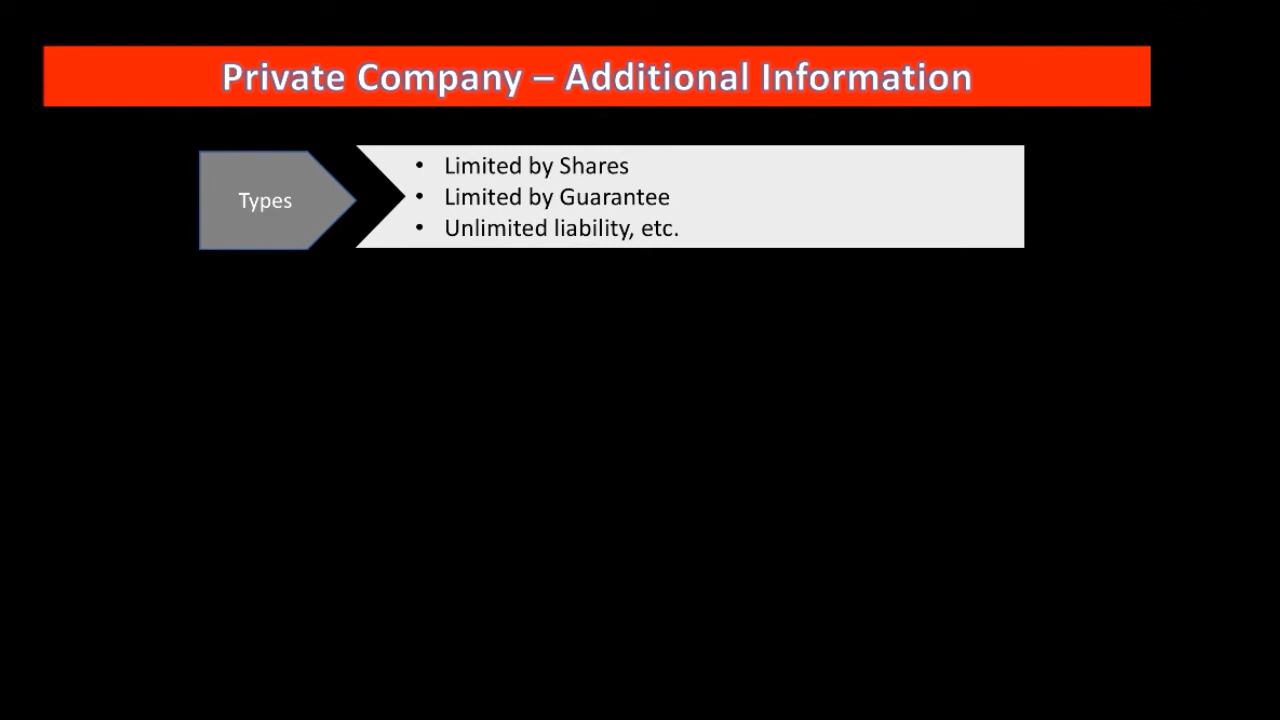 Private Company – Additional Information
Types
• Limited by Shares
• Limited by Guarantee
• Unlimited liability, etc.